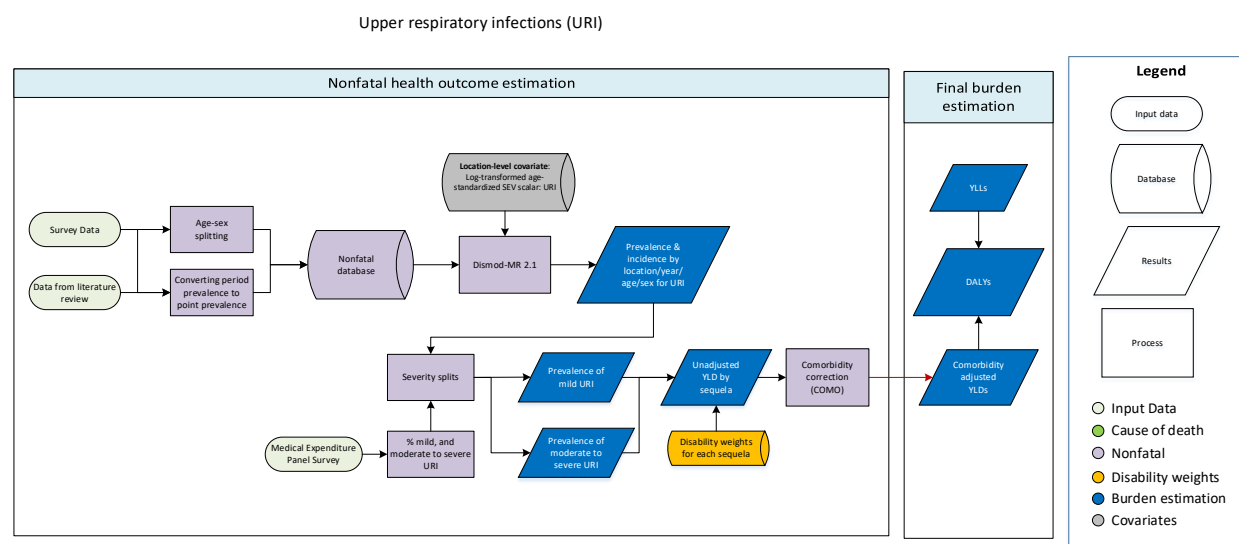 Upper respiratory infections (URI)
Nonfatal health outcome estimation
Final burden
estimation
Legend
Input data
Database
Results
Process
Input Data
Cause of death
Nonfatal
Disability weights
Burden estimation
Covariates
Location-level covariate:
Log-transformed age-
standardized SEV scalar: URI
Survey Data
Age-sex
splitting
Data from literature
review
Converting period
prevalence to
point prevalence
Nonfatal
database
Dismod-MR 2.1
Prevalence &
incidence by
location/year/
age/sex for URI
YLLs
DALYs
Severity splits
Prevalence of
mild URI
Unadjusted
YLD by
sequela
Comorbidity
correction
(COMO)
Comorbidity
adjusted
YLDs
Medical Expenditure
Panel Survey
% mild, and
moderate to severe
URI
Prevalence of
moderate to
severe URI
Disability weights
for each sequela